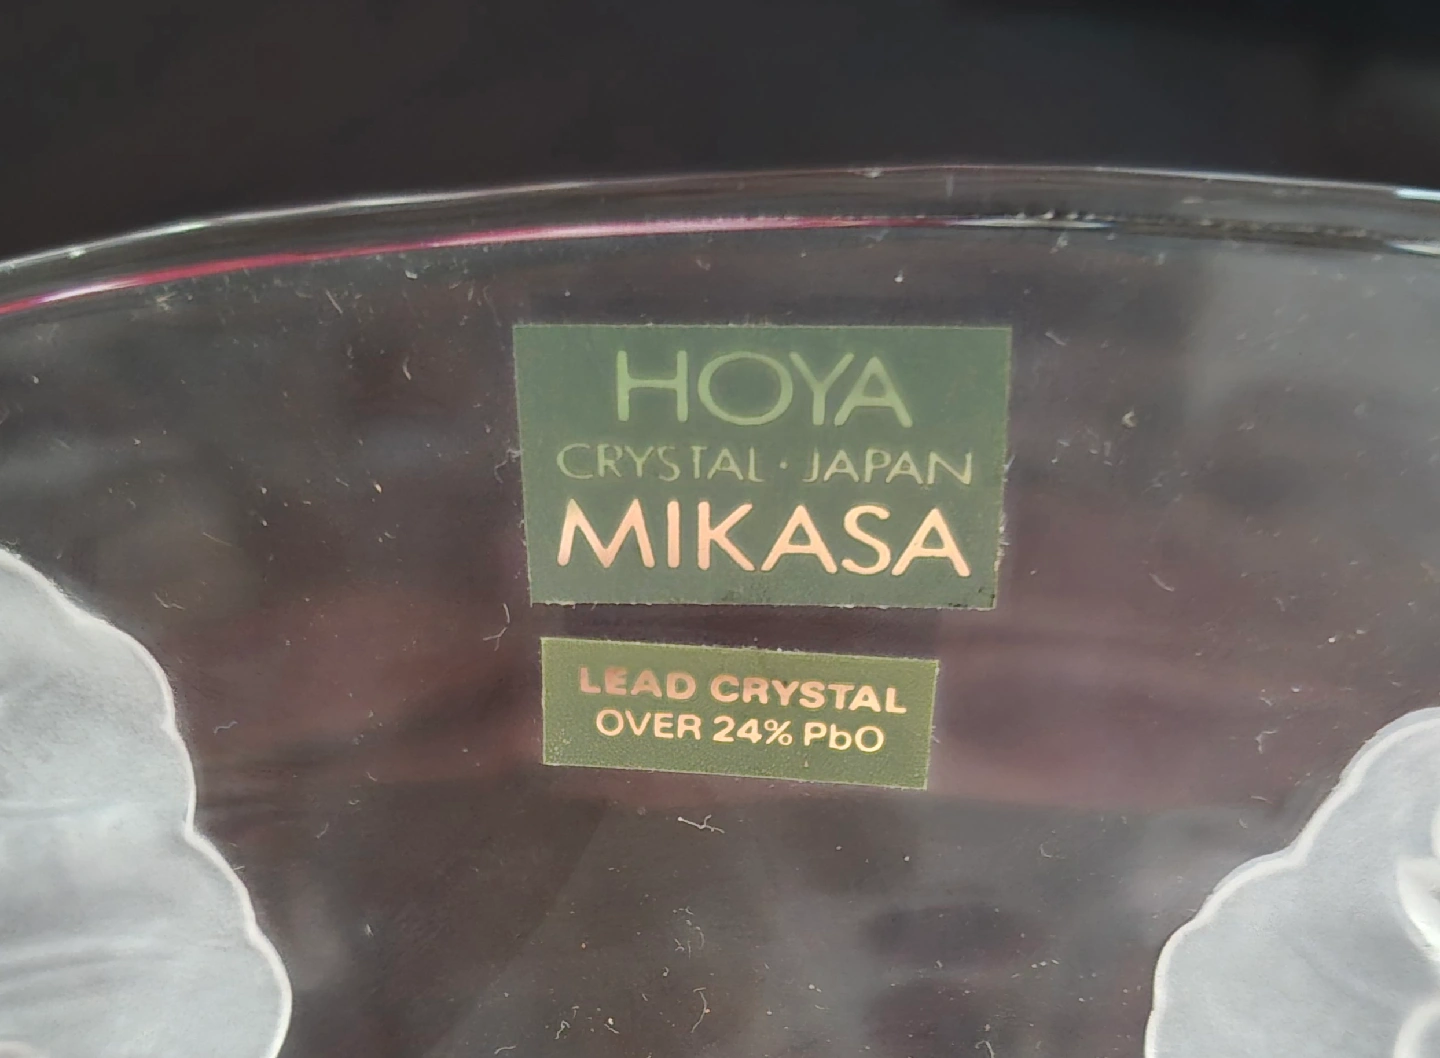 HOYA
CRYSTAL · JAPAN
MIKASA
LEAD CRYSTAL
OVER 24% PbO